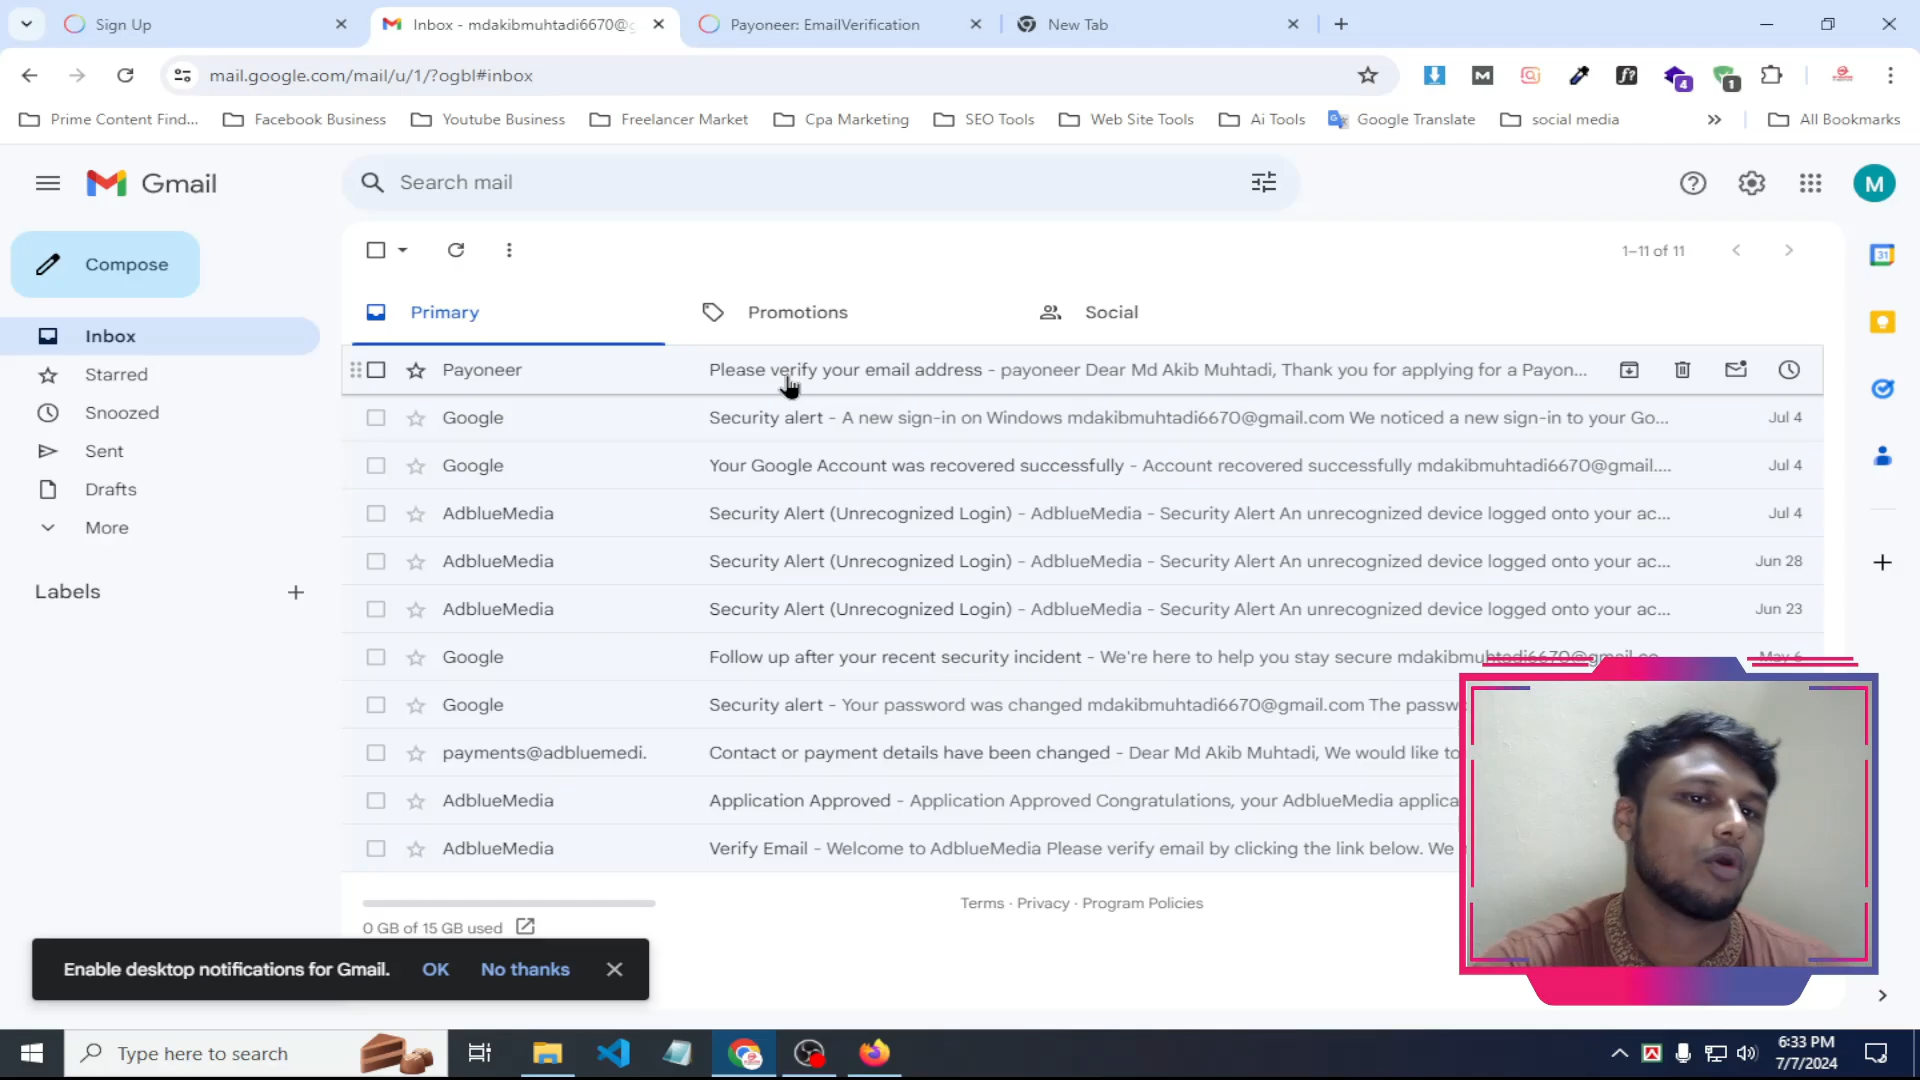 Sign Up
Inbox - mdakibmuhtadi6670@g
Payoneer: EmailVerification
New Tab
mail.google.com/mail/u/1/?ogbl#inbox
M
f?
4
1
Prime Content Find...
Facebook Business
Youtube Business
Freelancer Market
Cpa Marketing
SEO Tools
Web Site Tools
Ai Tools
Google Translate
social media
All Bookmarks
Gmail
Search mail
M
Compose
1–11 of 11
31
Primary
Promotions
Social
Inbox
Starred
Snoozed
Sent
Drafts
More
Labels
Payoneer Please verify your email address - payoneer Dear Md Akib Muhtadi, Thank you for applying for a Payon...
Google Security alert - A new sign-in on Windows mdakibmuhtadi6670@gmail.com We noticed a new sign-in to your Go... Jul 4
Google Your Google Account was recovered successfully - Account recovered successfully mdakibmuhtadi6670@gmail.... Jul 4
AdblueMedia Security Alert (Unrecognized Login) - AdblueMedia - Security Alert An unrecognized device logged onto your ac... Jul 4
AdblueMedia Security Alert (Unrecognized Login) - AdblueMedia - Security Alert An unrecognized device logged onto your ac... Jun 28
AdblueMedia Security Alert (Unrecognized Login) - AdblueMedia - Security Alert An unrecognized device logged onto your ac... Jun 23
Google Follow up after your recent security incident - We're here to help you stay secure mdakibmuhtadi6670@gmail.co... May 6
Google Security alert - Your password was changed mdakibmuhtadi6670@gmail.com The passw
payments@adbluemedi. Contact or payment details have been changed - Dear Md Akib Muhtadi, We would like to
AdblueMedia Application Approved - Application Approved Congratulations, your AdblueMedia applica
AdblueMedia Verify Email - Welcome to AdblueMedia Please verify email by clicking the link below. We
0 GB of 15 GB used
Terms · Privacy · Program Policies
Enable desktop notifications for Gmail. OK No thanks
Type here to search
6:33 PM
7/7/2024